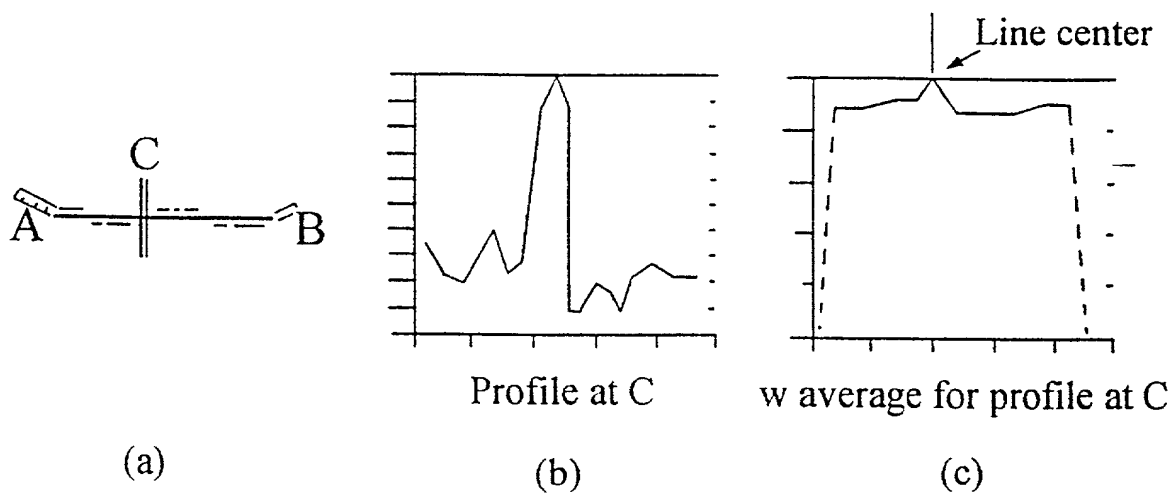 Line center
C
A
B
Profile at C
w average for profile at C
(a)
(b)
(c)